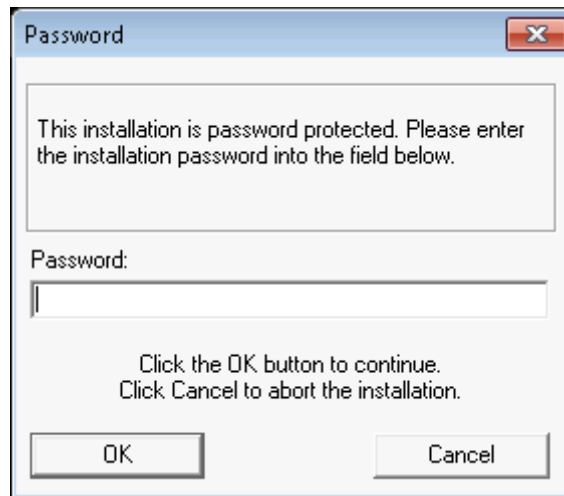 Password
This installation is password protected. Please enter
the installation password into the field below.
Password:
Click the OK button to continue.
Click Cancel to abort the installation.
OK
Cancel